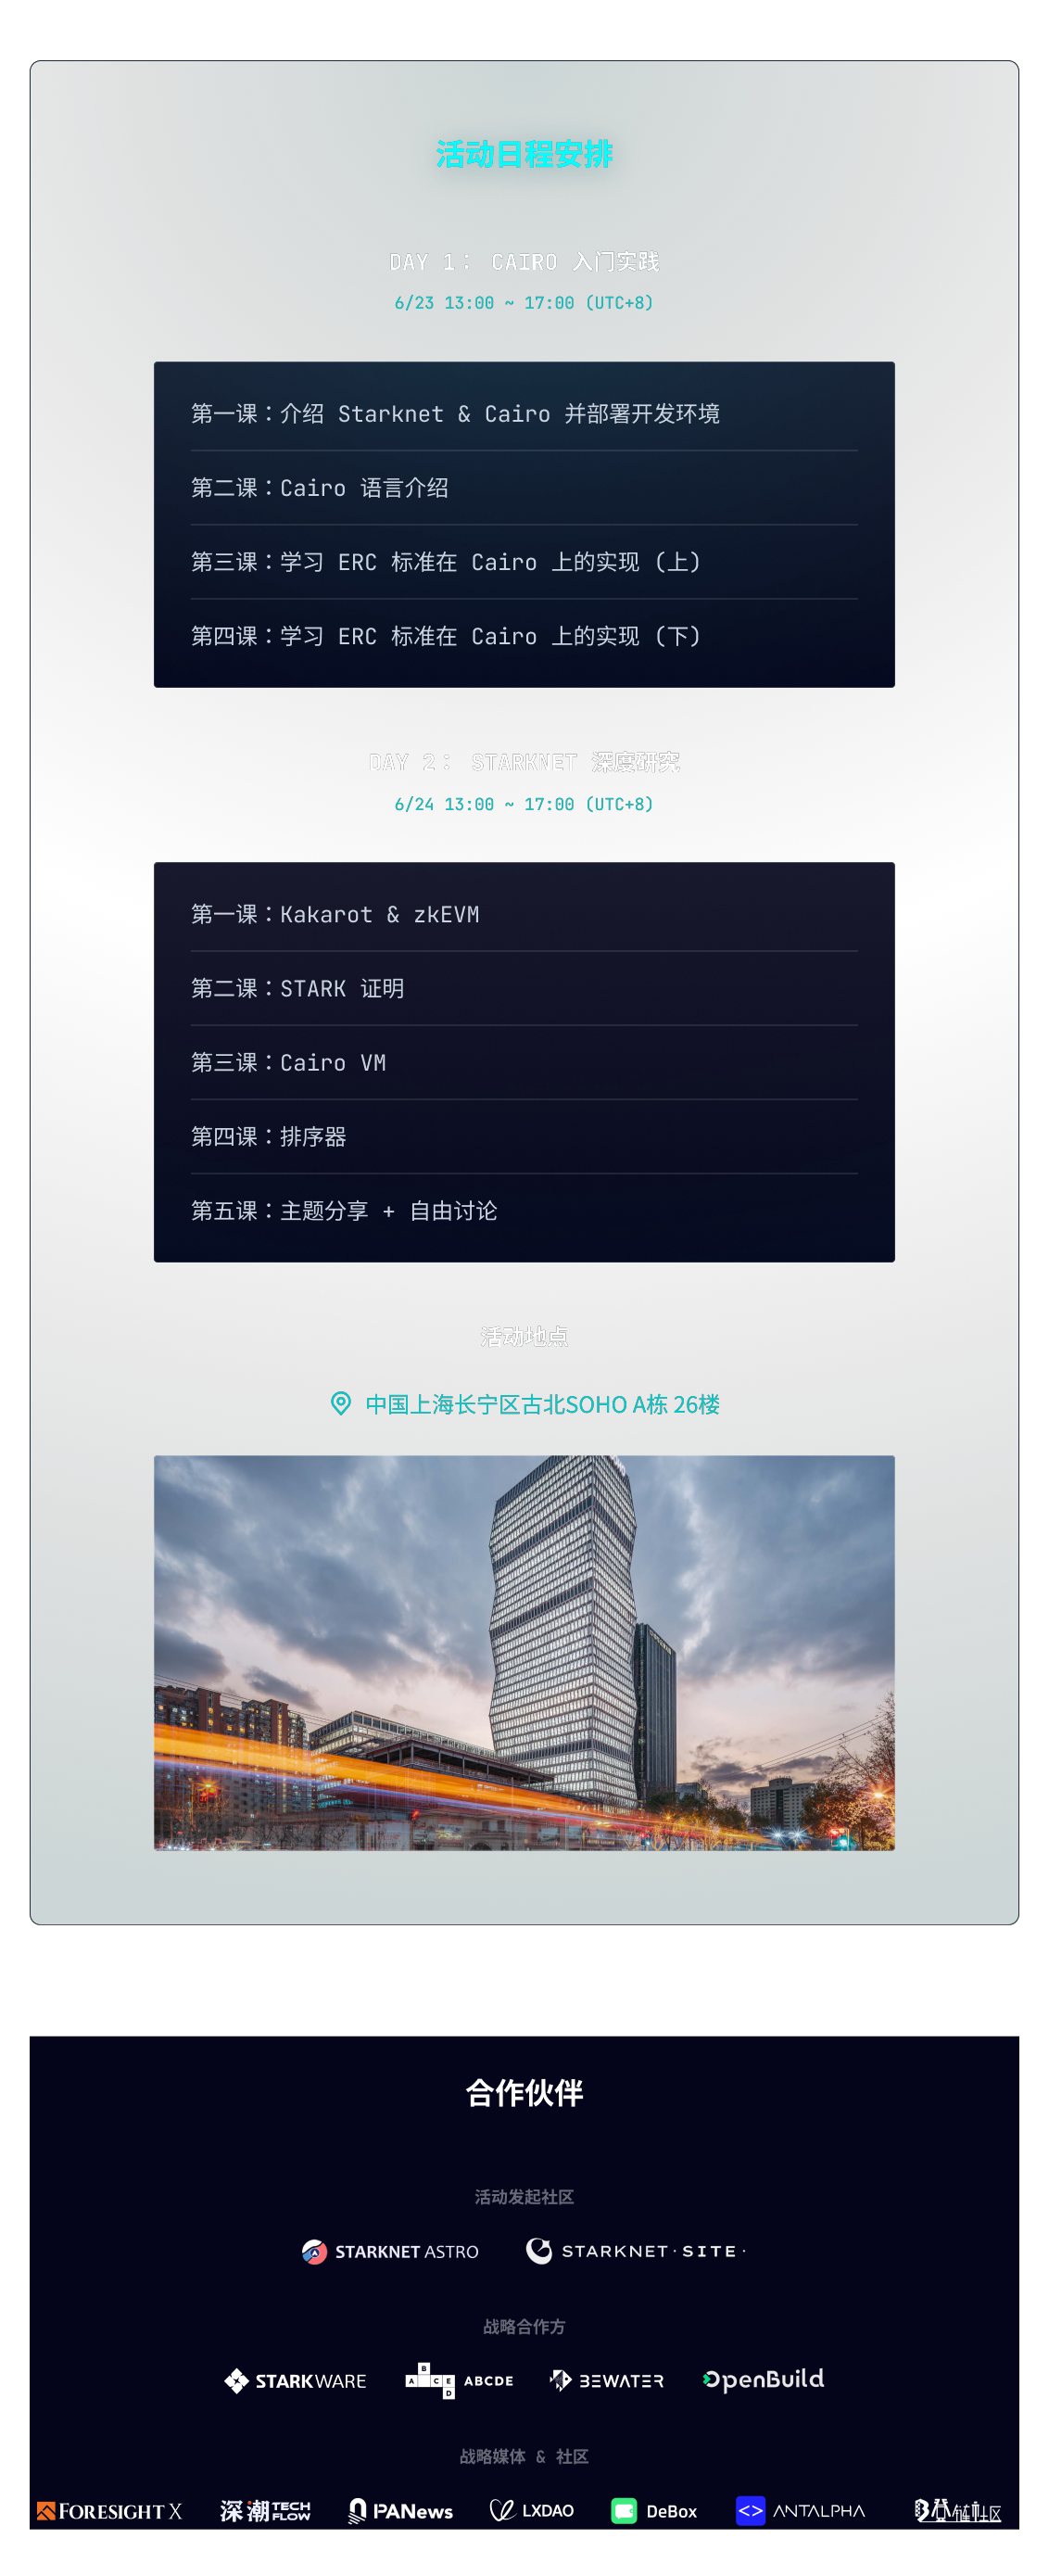 活动日程安排
DAY 1： CAIRO 入门实践
6/23 13:00 ~ 17:00 (UTC+8)
第一课：介绍 Starknet & Cairo 并部署开发环境
第二课：Cairo 语言介绍
第三课：学习 ERC 标准在 Cairo 上的实现 (上)
第四课：学习 ERC 标准在 Cairo 上的实现 (下)
DAY 2： STARKNET 深度研究
6/24 13:00 ~ 17:00 (UTC+8)
第一课：Kakarot & zkEVM
第二课：STARK 证明
第三课：Cairo VM
第四课：排序器
第五课：主题分享 + 自由讨论
活动地点
中国上海长宁区古北SOHO A栋 26楼
合作伙伴
活动发起社区
STARKNET ASTRO STARKNET·SITE·
战略合作方
STARKWARE A B C E D ABCDE BEWATER OpenBuild
战略媒体 & 社区
FORESIGHT X 深潮 TECH FLOW PANews LXDAO DeBox <> ANTALPHA 链社区